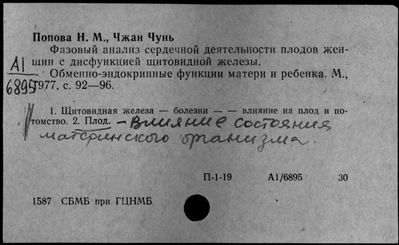 Попова Н. М., Чжан Чунь
Фазовый анализ сердечной деятельности плодов жен-
щин с дисфункцией щитовидной железы.
А1
Обменно-эндокринные функции матери и ребенка. М.,
6895
1977, с. 92—96.
1. Щитовидная железа — болезни — — влияние на плод и по-
томство. 2. Плод. – влияние состояния
материнского организма.
П-1-19 А1/6895 30
1587 СБМБ при ГЦНМБ